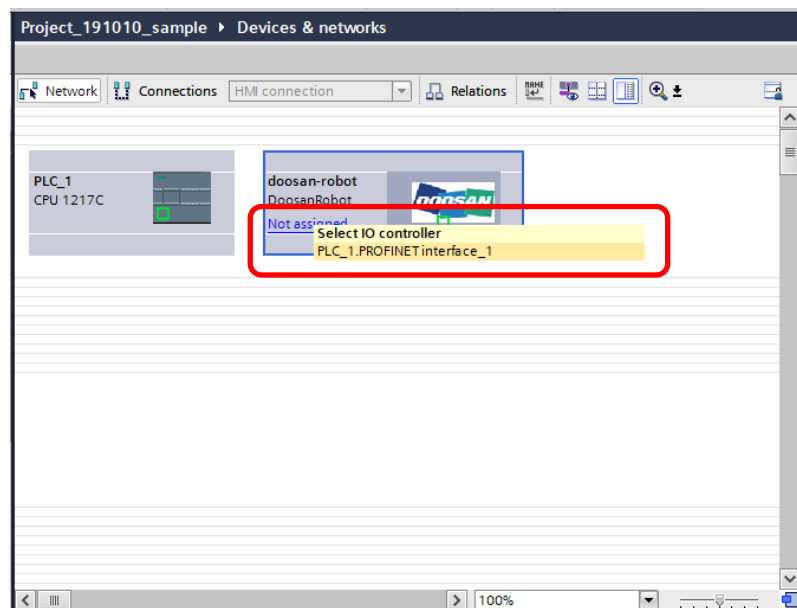 Project_191010_sample ▸ Devices & networks
Network Connections HMI connection Relations
PLC_1
CPU 1217C
doosan-robot
DoosanRobot
DOOSAN
Not assigned
Select IO controller
PLC_1.PROFINET interface_1
100%